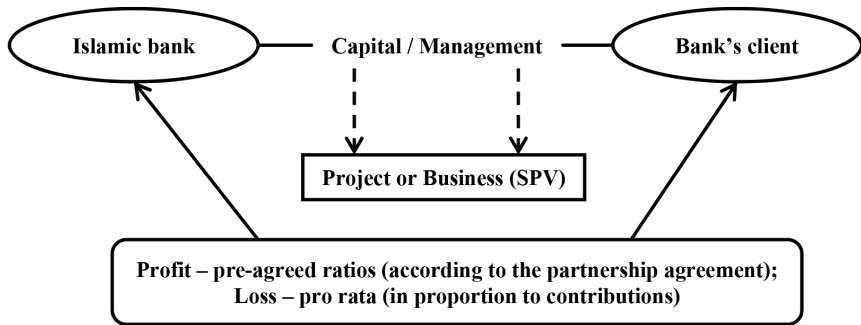 Islamic bank
Capital / Management
Bank's client
Project or Business (SPV)
Profit – pre-agreed ratios (according to the partnership agreement);
Loss – pro rata (in proportion to contributions)